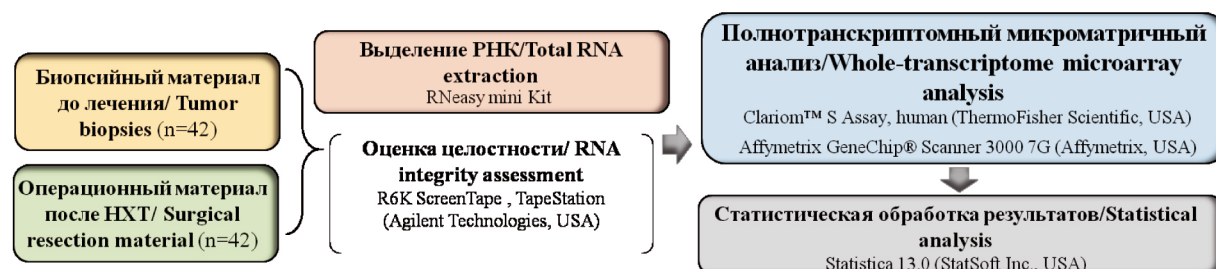 Биопсийный материал
до лечения/ Tumor
biopsies (n=42)
Операционный материал
после НХТ/ Surgical
resection material (n=42)
Выделение РНК/Total RNA
extraction
RNeasy mini Kit
Оценка целостности/ RNA
integrity assessment
R6K ScreenTape , TapeStation
(Agilent Technologies, USA)
Полнотранскриптомный микроматричный
анализ/Whole-transcriptome microarray
analysis
Clariom™ S Assay, human (ThermoFisher Scientific, USA)
Affymetrix GeneChip® Scanner 3000 7G (Affymetrix, USA)
Статистическая обработка результатов/Statistical
analysis
Statistica 13.0 (StatSoft Inc., USA)